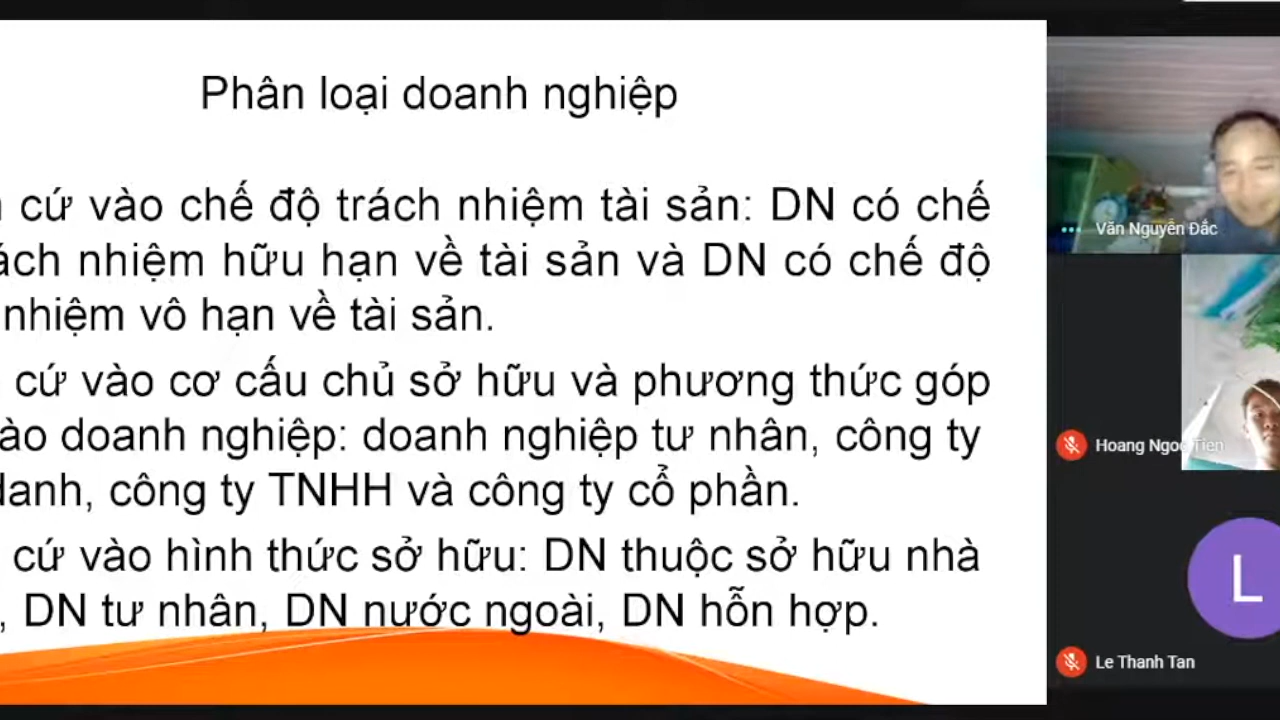 Phân loại doanh nghiệp
cứ vào chế độ trách nhiệm tài sản: DN có chế
ách nhiệm hữu hạn về tài sản và DN có chế độ
nhiệm vô hạn về tài sản.
cứ vào cơ cấu chủ sở hữu và phương thức góp
ào doanh nghiệp: doanh nghiệp tư nhân, công ty
danh, công ty TNHH và công ty cổ phần.
cứ vào hình thức sở hữu: DN thuộc sở hữu nhà
, DN tư nhân, DN nước ngoài, DN hỗn hợp.
Văn Nguyễn Đắc
Hoang Ngoc Tien
L
Le Thanh Tan